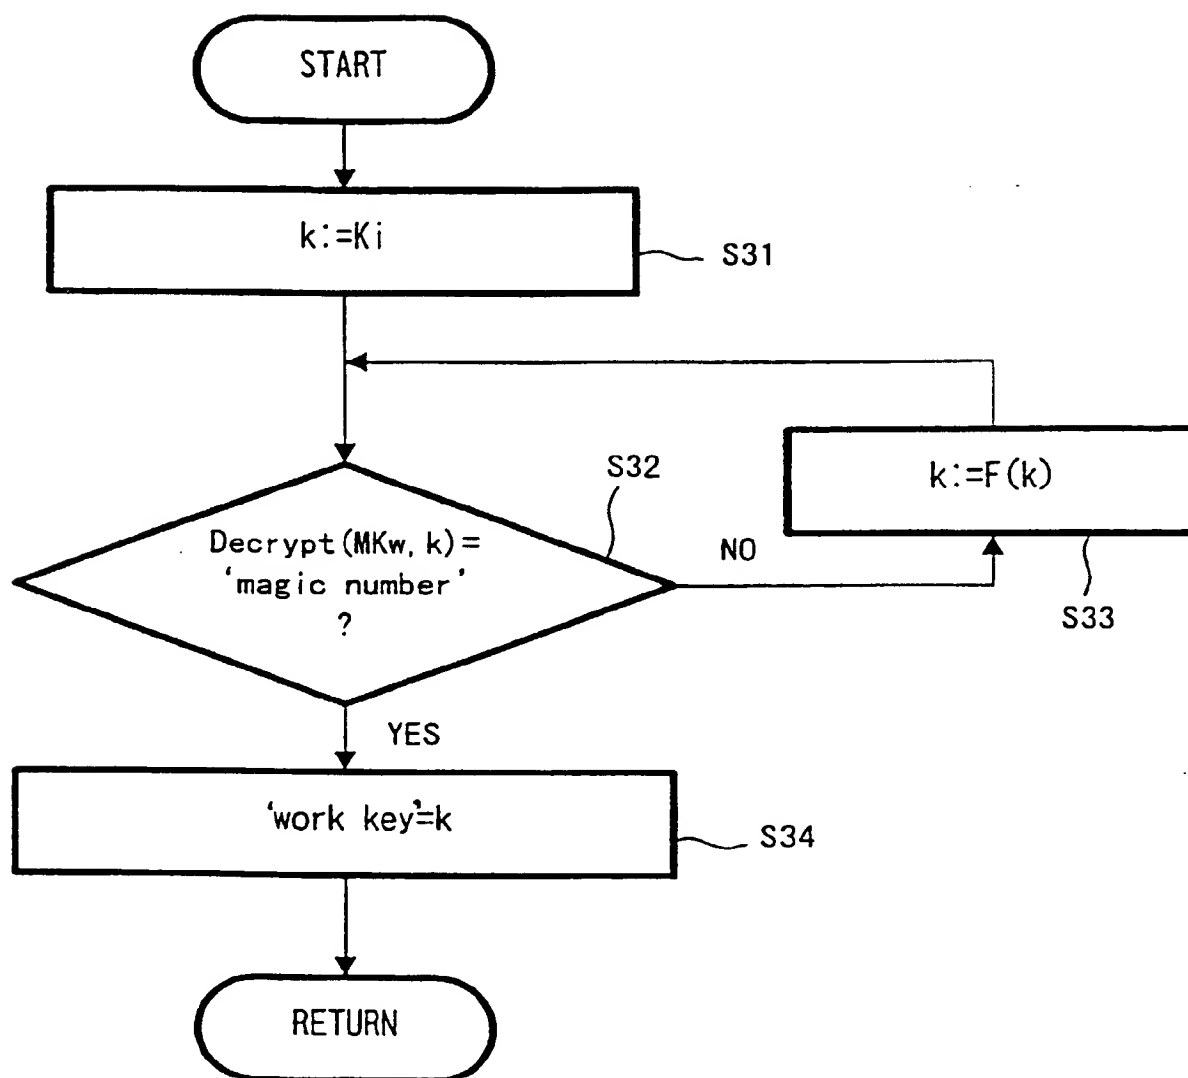 START
k:=Ki
S31
k:=F(k)
S33
S32
Decrypt(MKw, k)=
‘magic number’
?
NO
YES
‘work key’=k
S34
RETURN